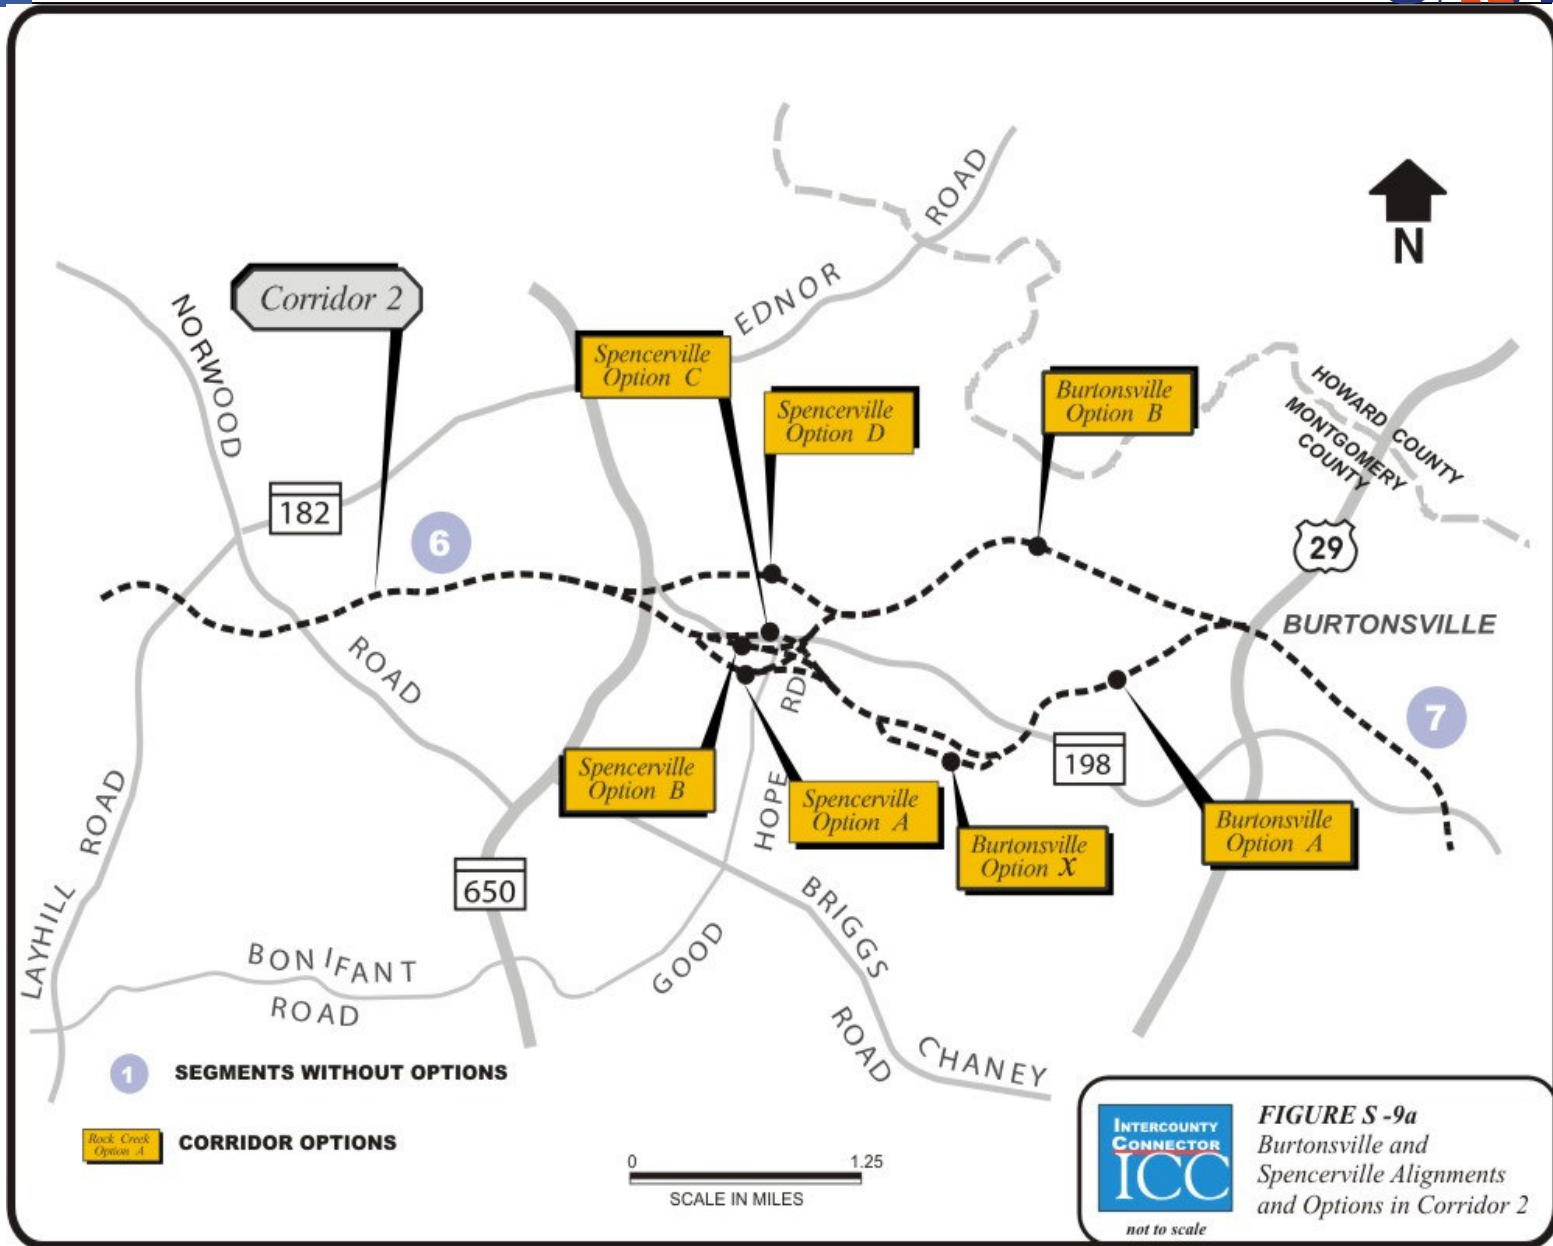 N
ROAD
EDNOR
Corridor 2
NORWOOD
ROAD
Spencerville
Option C
Spencerville
Option D
Burtonsville
Option B
HOWARD COUNTY
MONTGOMERY
COUNTY
182
6
29
BURTONSVILLE
7
198
RD
HOPE
GOOD
Spencerville
Option B
Spencerville
Option A
Burtonsville
Option X
Burtonsville
Option A
650
LAYHILL
ROAD
BONIFANT
ROAD
BRIGGS
CHANEY
ROAD
1
SEGMENTS WITHOUT OPTIONS
Rock Creek
Option A
CORRIDOR OPTIONS
0
1.25
SCALE IN MILES
INTERCOUNTY
CONNECTOR
ICC
not to scale
FIGURE S -9a
Burtonsville and
Spencerville Alignments
and Options in Corridor 2